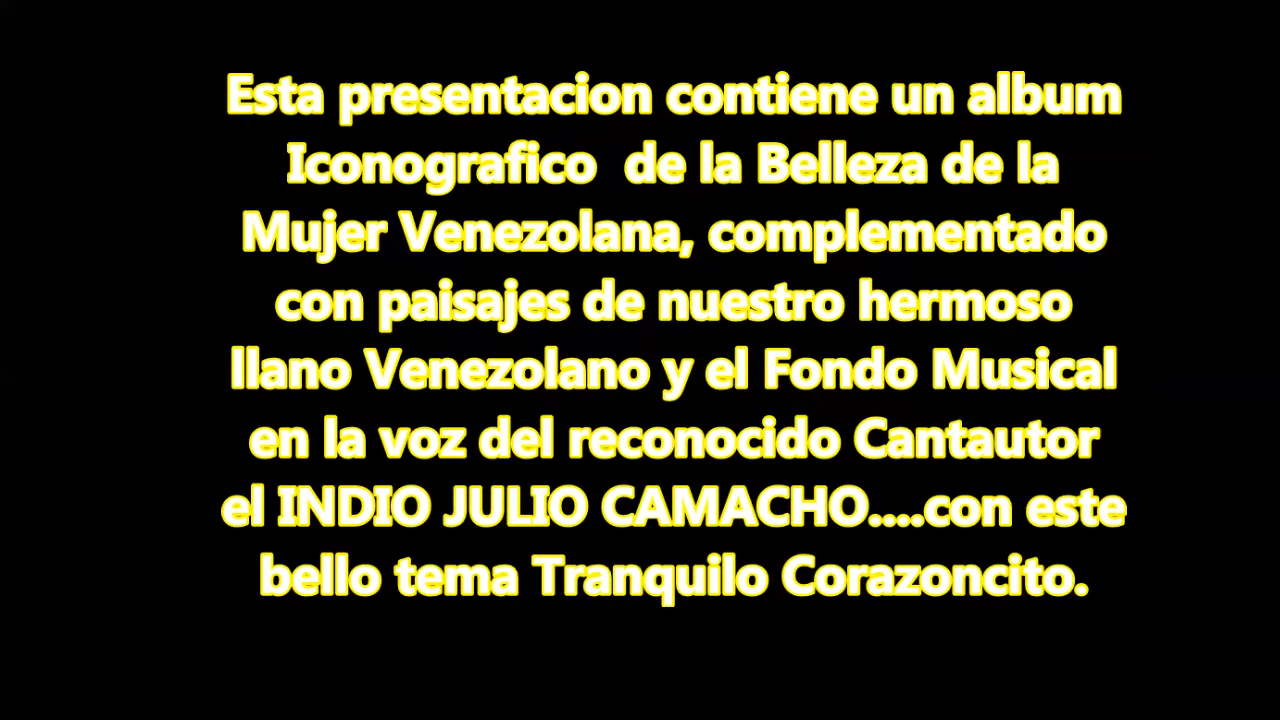 Esta presentacion contiene un album
Iconografico de la Belleza de la
Mujer Venezolana, complementado
con paisajes de nuestro hermoso
llano Venezolano y el Fondo Musical
en la voz del reconocido Cantautor
el INDIO JULIO CAMACHO....con este
bello tema Tranquilo Corazoncito.